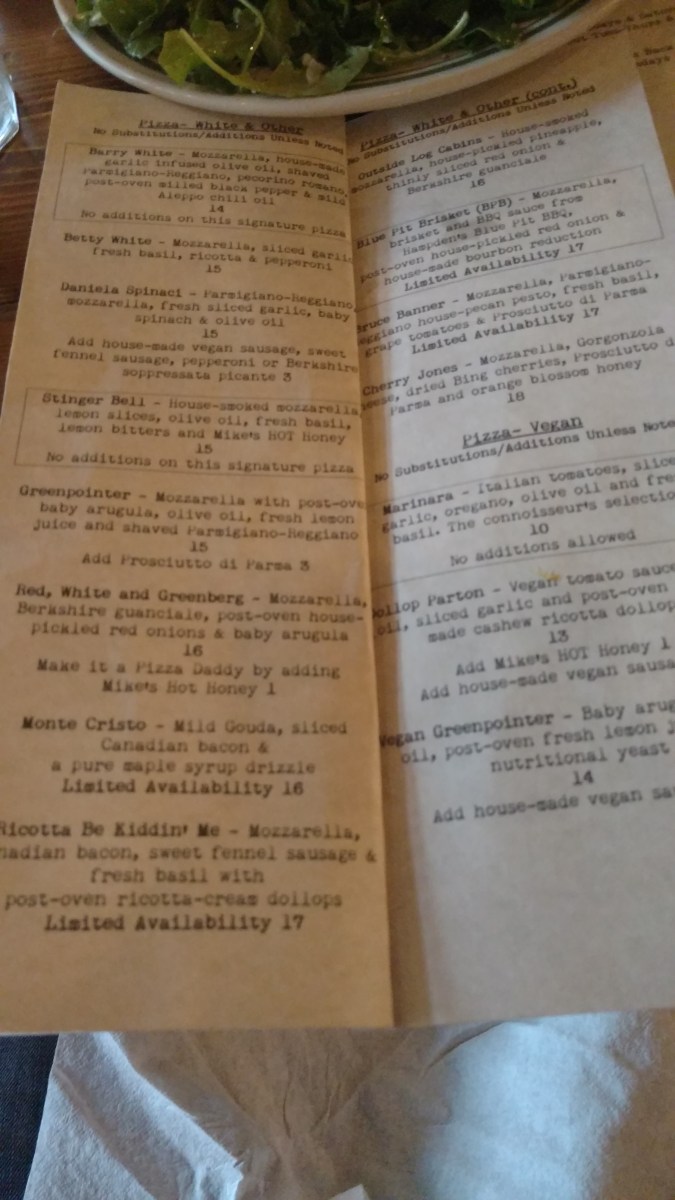 Pizza- White & Other
No Substitutions/Additions Unless Noted
Barry White - Mozzarella, house-made
garlic infused olive oil, shaved
Parmigiano-Reggiano, pecorino romano,
post-oven milled black pepper & mild
Aleppo chili oil
14
No additions on this signature pizza
Betty White - Mozzarella, sliced garlic
fresh basil, ricotta & pepperoni
15
Daniela Spinaci - Parmigiano-Reggiano,
mozzarella, fresh sliced garlic, baby
spinach & olive oil
15
Add house-made vegan sausage, sweet
fennel sausage, pepperoni or Berkshire
soppressata picante 3
Stinger Bell - House-smoked mozzarella,
lemon slices, olive oil, fresh basil,
lemon bitters and Mike's HOT Honey
15
No additions on this signature pizza
Greenpointer - Mozzarella with post-ove
baby arugula, olive oil, fresh lemon
juice and shaved Parmigiano-Reggiano
15
Add Prosciutto di Parma 3
Red, White and Greenberg - Mozzarella,
Berkshire guanciale, post-oven house-
pickled red onions & baby arugula
16
Make it a Pizza Daddy by adding
Mike's Hot Honey 1
Monte Cristo - Mild Gouda, sliced
Canadian bacon &
a pure maple syrup drizzle
Limited Availability 16
Ricotta Be Kiddin' Me - Mozzarella,
nadian bacon, sweet fennel sausage &
fresh basil with
post-oven ricotta-cream dollops
Limited Availability 17
Pizza- White & Other (cont.)
No Substitutions/Additions Unless Noted
Outside Log Cabins - House-smoked
mozzarella, house-pickled pineapple,
thinly sliced red onion &
Berkshire guanciale
16
Blue Pit Brisket (BPB) - Mozzarella,
brisket and BBQ sauce from
Hampden's Blue Pit BBQ,
post-oven house-pickled red onion &
house-made bourbon reduction
Limited Availability 17
Bruce Banner - Mozzarella, Parmigiano-
eggiano house-pecan pesto, fresh basil,
grape tomatoes & Prosciutto di Parma
Limited Availability 17
Cherry Jones - Mozzarella, Gorgonzola
eese, dried Bing cherries, Prosciutto d
Parma and orange blossom honey
18
Pizza- Vegan
No Substitutions/Additions Unless Note
Marinara - Italian tomatoes, slice
garlic, oregano, olive oil and fre
basil. The connoisseur's selectio
10
No additions allowed
Dollop Parton - Vegan tomato sauce
oil, sliced garlic and post-oven
made cashew ricotta dollop
13
Add Mike's HOT Honey 1
Add house-made vegan sausa
Vegan Greenpointer - Baby arug
oil, post-oven fresh lemon j
nutritional yeast
14
Add house-made vegan sau